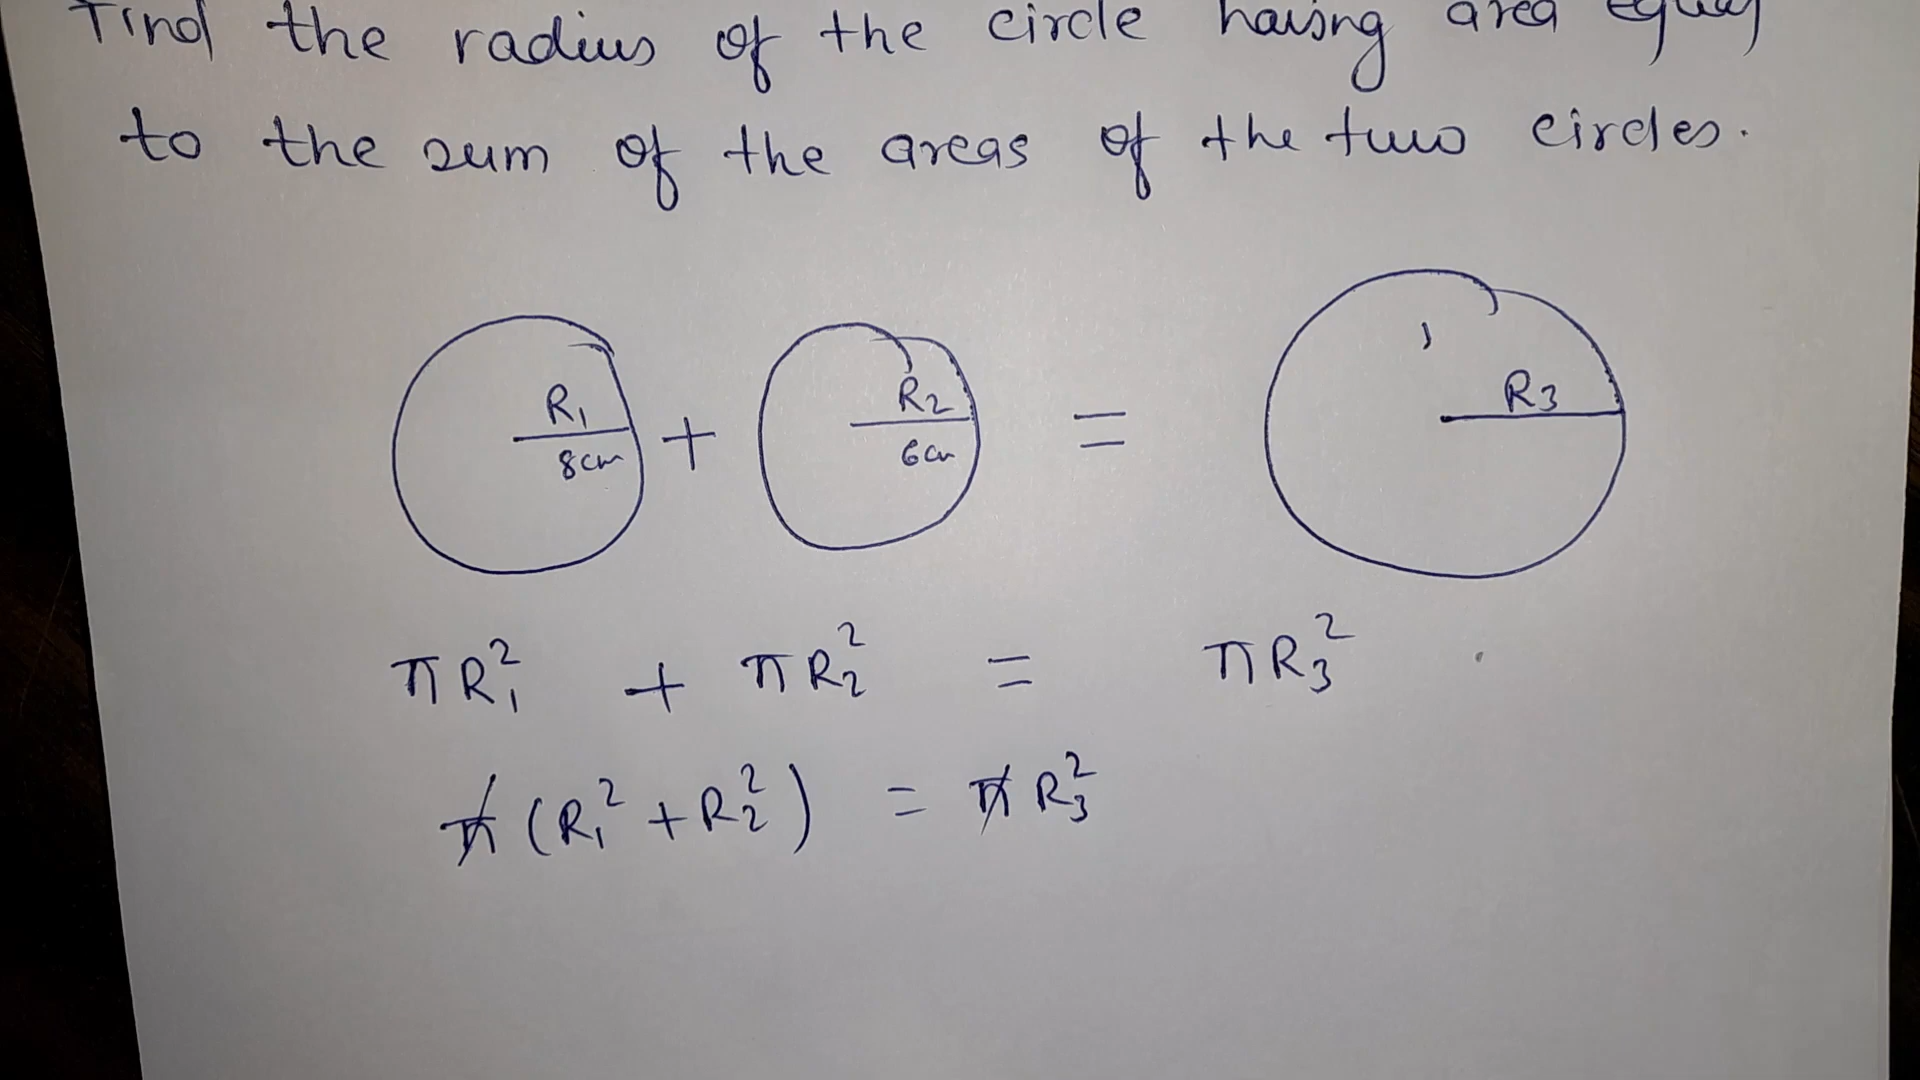 Find the radius of the circle having area equal
to the sum of the areas of the two circles.
R₁
8cm
+
R₂
6cm
=
R₃
πR₁² + πR₂² = πR₃²
π(R₁² + R₂²) = πR₃²